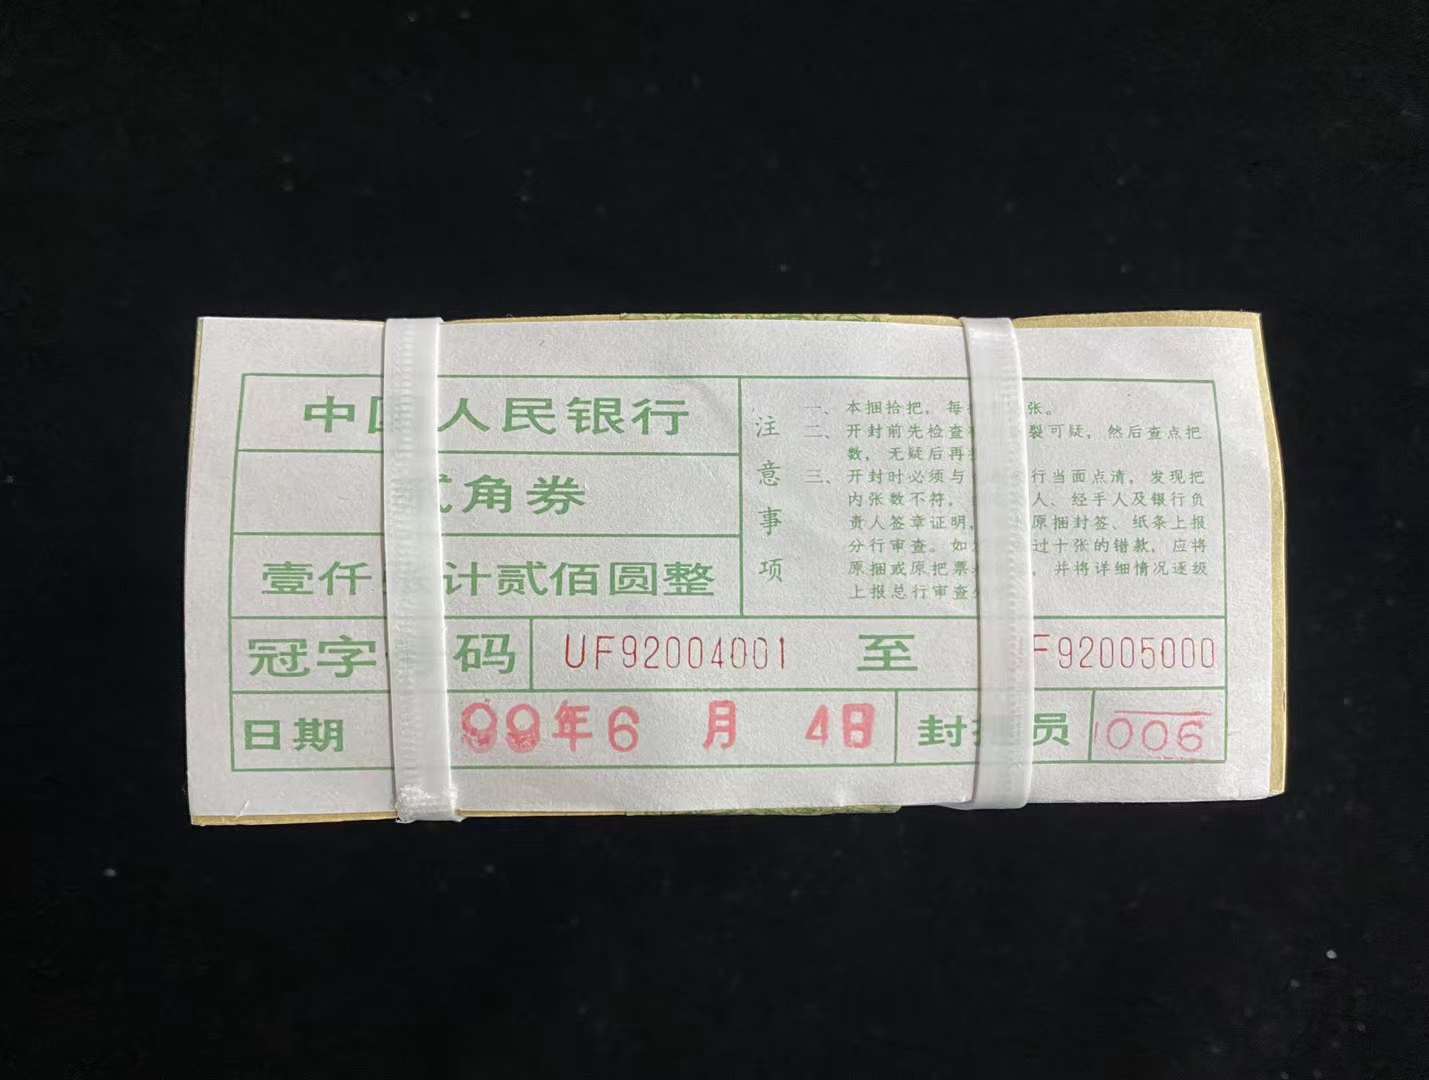 中 人民银行
角券
壹仟 计贰佰圆整
冠字 码 UF92004001 至 F92005000
日期 99年6月4日 封 员 1006
注意事项
一、本捆拾把，每 张。
二、开封前先检查 裂可疑，然后查点把
数，无疑后再
三、开封时必须与 行当面点清，发现把
内张数不符， 人、经手人及银行负
责人签章证明， 原捆封签、纸条上报
分行审查。如 过十张的错款，应将
原捆或原把票 ，并将详细情况逐级
上报总行审查